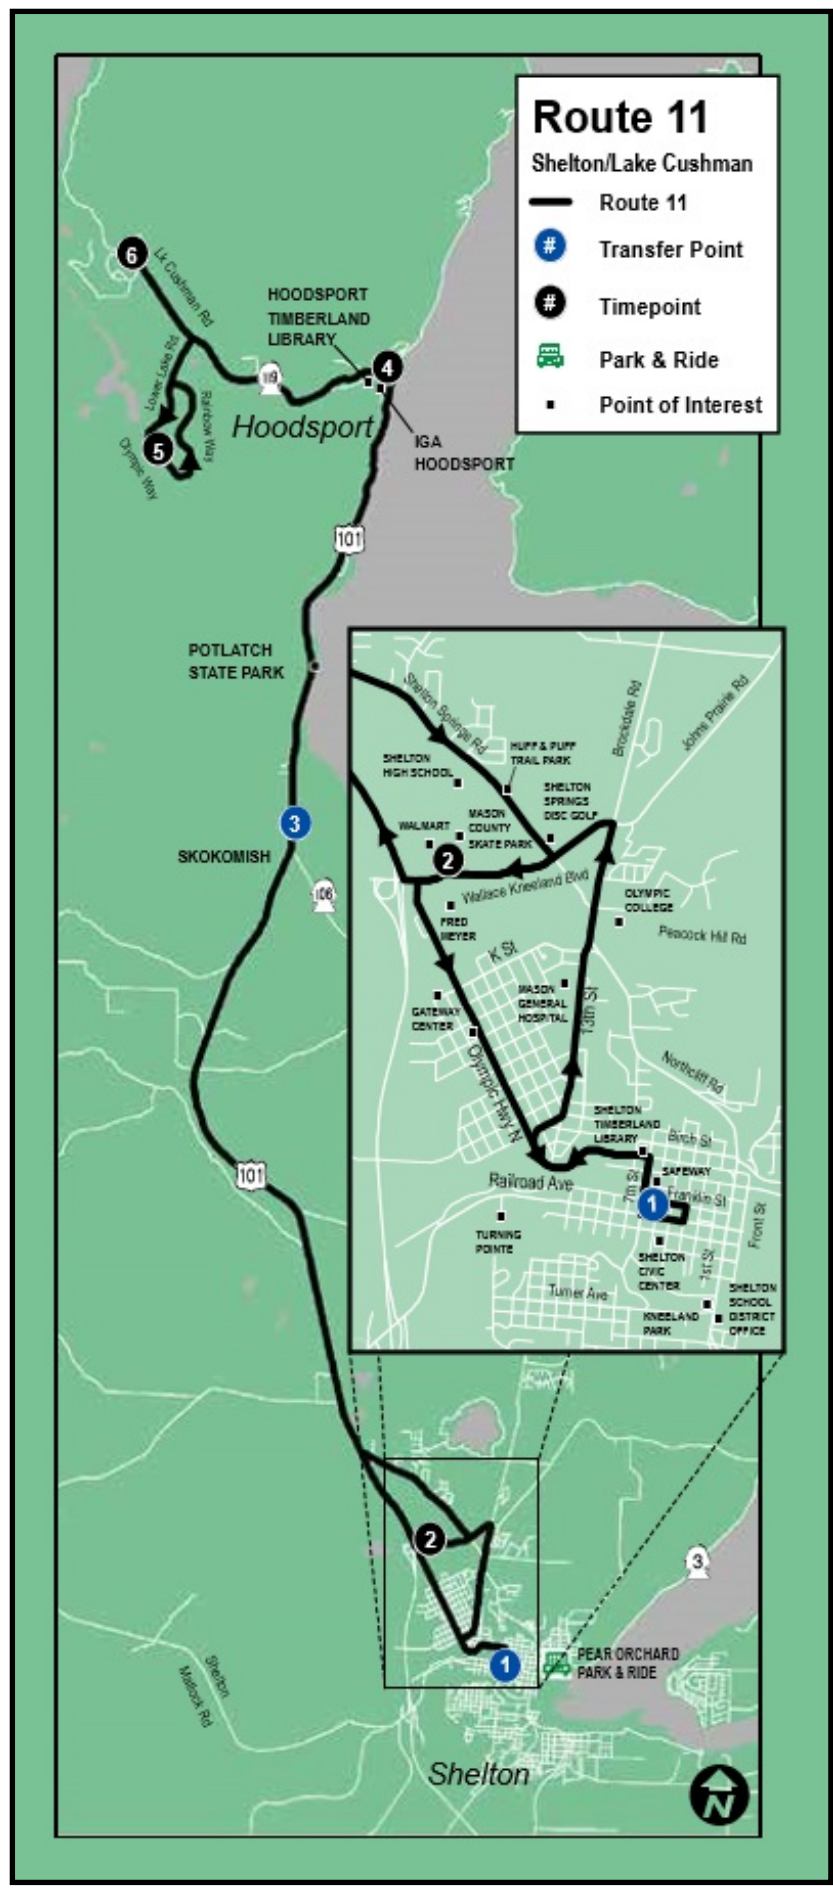 Route 11
Shelton/Lake Cushman
Route 11
# Transfer Point
# Timepoint
Park & Ride
Point of Interest
6
Lk Cushman Rd
HOODSPORT
TIMBERLAND
LIBRARY
Lower Lake Rd
119
4
Rainbow Way
Hoodsport
5
Olympic Way
IGA
HOODSPORT
101
POTLATCH
STATE PARK
3
SKOKOMISH
106
101
Shelton Springs Rd
Brockdale Rd
Johns Prairie Rd
HUFF & PUFF
TRAIL PARK
SHELTON
HIGH SCHOOL
SHELTON
SPRINGS
DISC GOLF
WALMART
MASON
COUNTY
SKATE PARK
2
Wallace Kneeland Blvd
FRED
MEYER
OLYMPIC
COLLEGE
Peacock Hill Rd
K St
MASON
GENERAL
HOSPITAL
GATEWAY
CENTER
13th St
Olympic Hwy N
Northcliff Rd
SHELTON
TIMBERLAND
LIBRARY
Birch St
Railroad Ave
7th St
SAFEWAY
Franklin St
1
Front St
TURNING
POINTE
SHELTON
CIVIC
CENTER
1st St
Turner Ave
KNEELAND
PARK
SHELTON
SCHOOL
DISTRICT
OFFICE
2
3
1
PEAR ORCHARD
PARK & RIDE
Shelton
Matlock Rd
Shelton
N